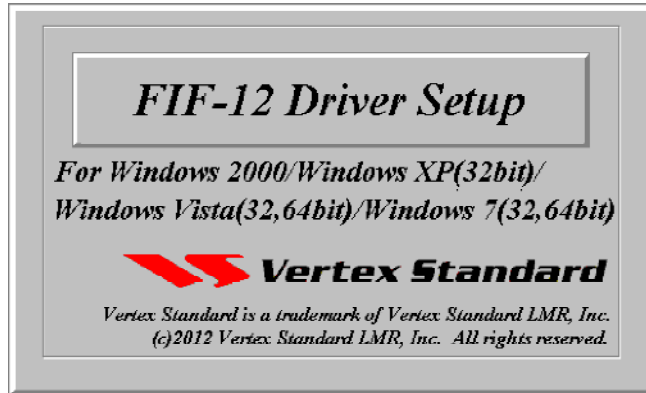 FIF-12 Driver Setup
For Windows 2000/Windows XP(32bit)/
Windows Vista(32,64bit)/Windows 7(32,64bit)
Vertex Standard
Vertex Standard is a trademark of Vertex Standard LMR, Inc.
(c)2012 Vertex Standard LMR, Inc. All rights reserved.